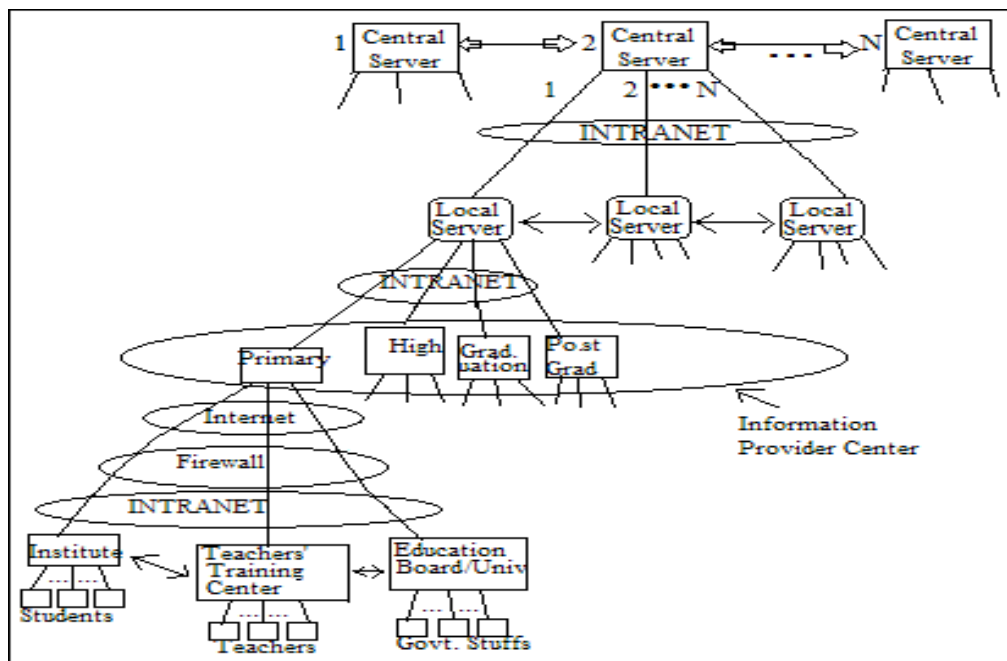 1 Central Server
2 Central Server
N Central Server
...
1 2 ••• N
INTRANET
Local Server
Local Server
Local Server
INTRANET
Primary
High
Grad. uation
Post Grad
Information
Provider Center
Internet
Firewall
INTRANET
Institute
Teachers'
Training
Center
Education
Board/Univ
.... 
Students
......
Teachers
... ...
Govt. Stuffs